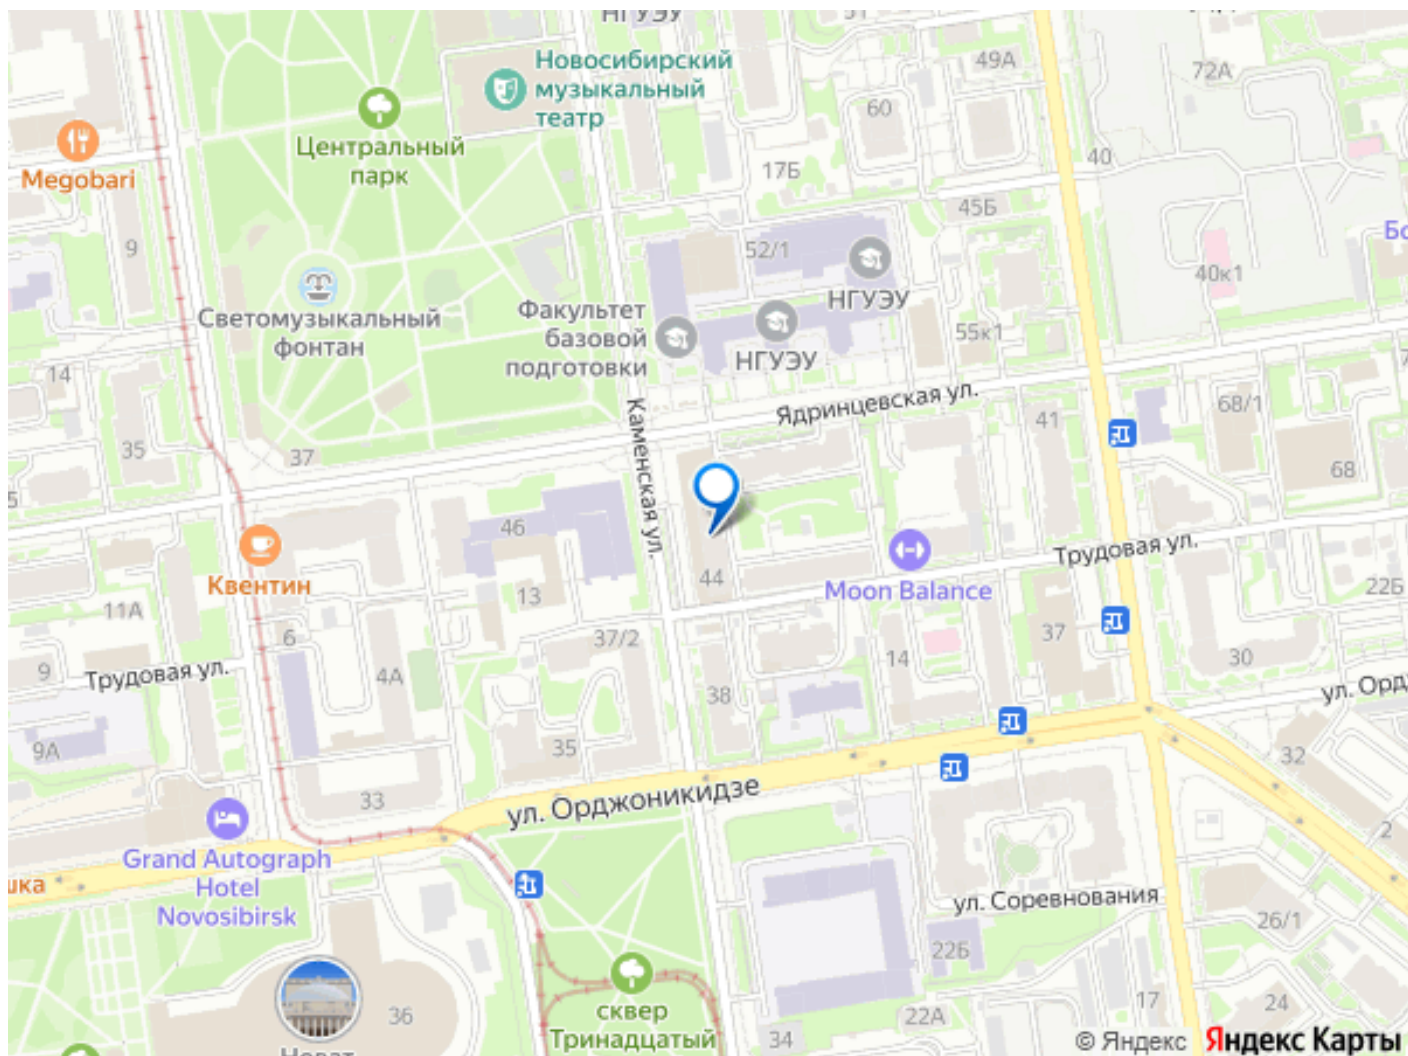 НГУЭУ
51
49А
72А
Новосибирский
музыкальный
театр
60
Центральный
парк
Megobari
17Б
40
45Б
9
52/1
НГУЭУ
40к1
Светомузыкальный
фонтан
Факультет
базовой
подготовки
НГУЭУ
55к1
14
Ядринцевская ул.
41
68/1
35
37
Каменская ул.
68
5
46
Квентин
44
Moon Balance
Трудовая ул.
22Б
11А
13
6
37/2
37
14
30
9
Трудовая ул.
4А
38
ул. Орд
9А
35
32
33
ул. Орджоникидзе
2
Grand Autograph
Hotel
Novosibirsk
шка
ул. Соревнования
26/1
22Б
36
сквер
Тринадцатый
17
24
22А
34
© Яндекс
Яндекс Карты